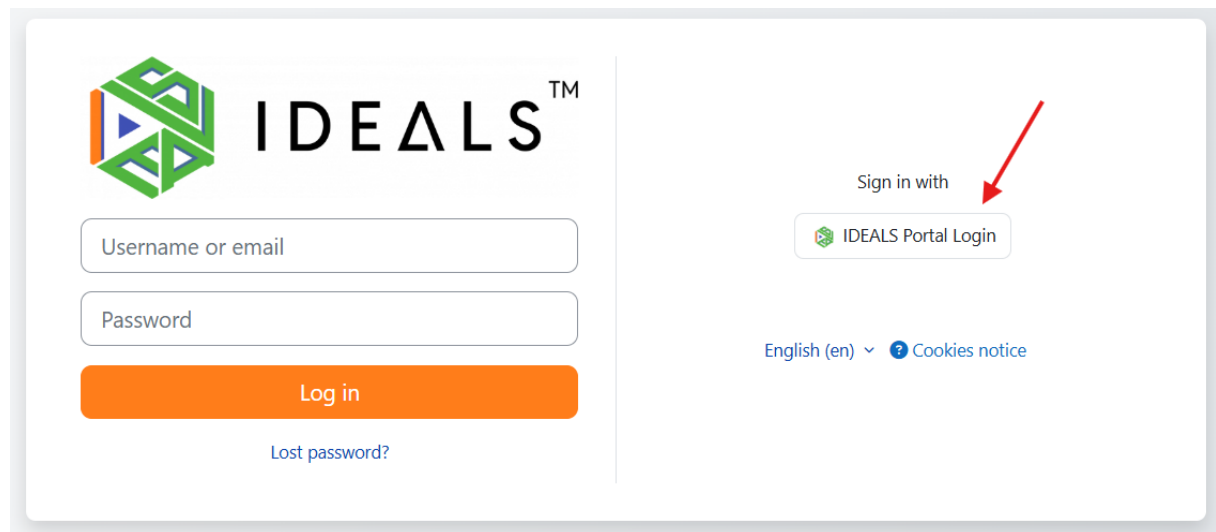 IDEALS™
Username or email
Password
Log in
Lost password?
Sign in with
IDEALS Portal Login
English (en)
? Cookies notice